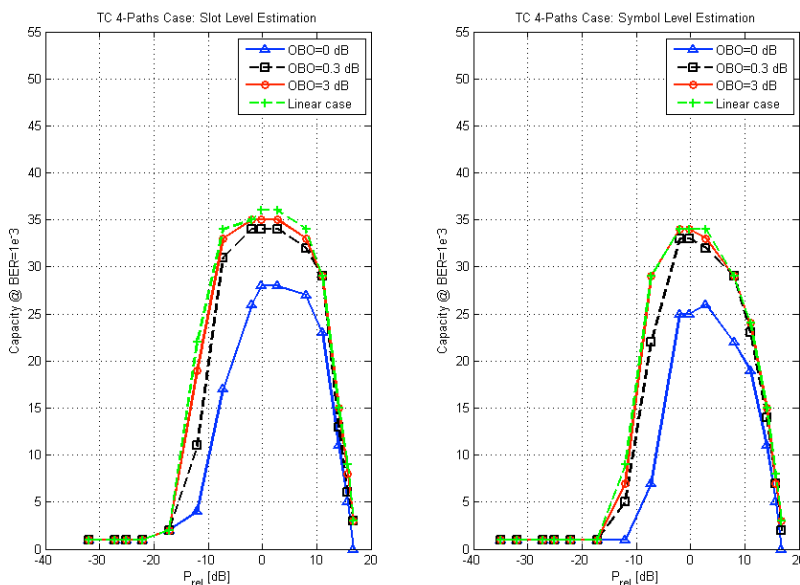 TC 4-Paths Case: Slot Level Estimation
55
50
45
40
35
30
25
20
15
10
5
0
Capacity @ BER=1e⁻3
OBO=0 dB
OBO=0.3 dB
OBO=3 dB
Linear case
-40 -30 -20 -10 0 10 20
P_rel [dB]
TC 4-Paths Case: Symbol Level Estimation
55
50
45
40
35
30
25
20
15
10
5
0
Capacity @ BER=1e⁻3
OBO=0 dB
OBO=0.3 dB
OBO=3 dB
Linear case
-40 -30 -20 -10 0 10 20
P_rel [dB]